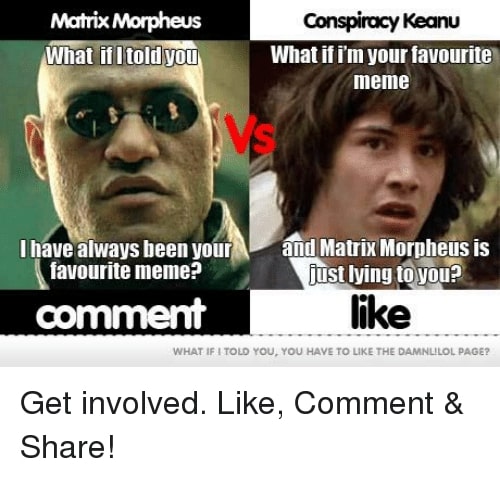 Matrix Morpheus
What if I told you
I have always been your
favourite meme?
comment
Vs
Conspiracy Keanu
What if i'm your favourite
meme
and Matrix Morpheus is
just lying to you?
like
WHAT IF I TOLD YOU, YOU HAVE TO LIKE THE DAMNLILOL PAGE?
Get involved. Like, Comment &
Share!